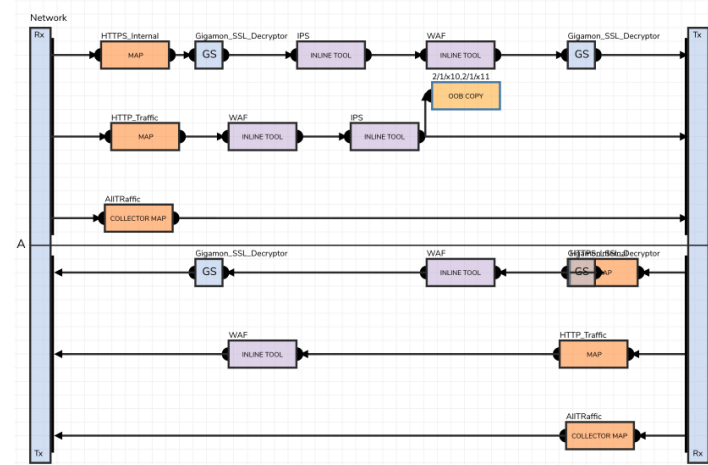 Network
Rx
HTTPS_Internal
Gigamon_SSL_Decryptor
IPS
WAF
Gigamon_SSL_Decryptor
Tx
MAP
GS
INLINE TOOL
INLINE TOOL
GS
2/1/x10,2/1/x11
OOB COPY
HTTP_Traffic
WAF
IPS
MAP
INLINE TOOL
INLINE TOOL
AllTRaffic
COLLECTOR MAP
A
Gigamon_SSL_Decryptor
WAF
GS
INLINE TOOL
GS
WAF
HTTP_Traffic
INLINE TOOL
MAP
AllTRaffic
COLLECTOR MAP
Tx
Rx